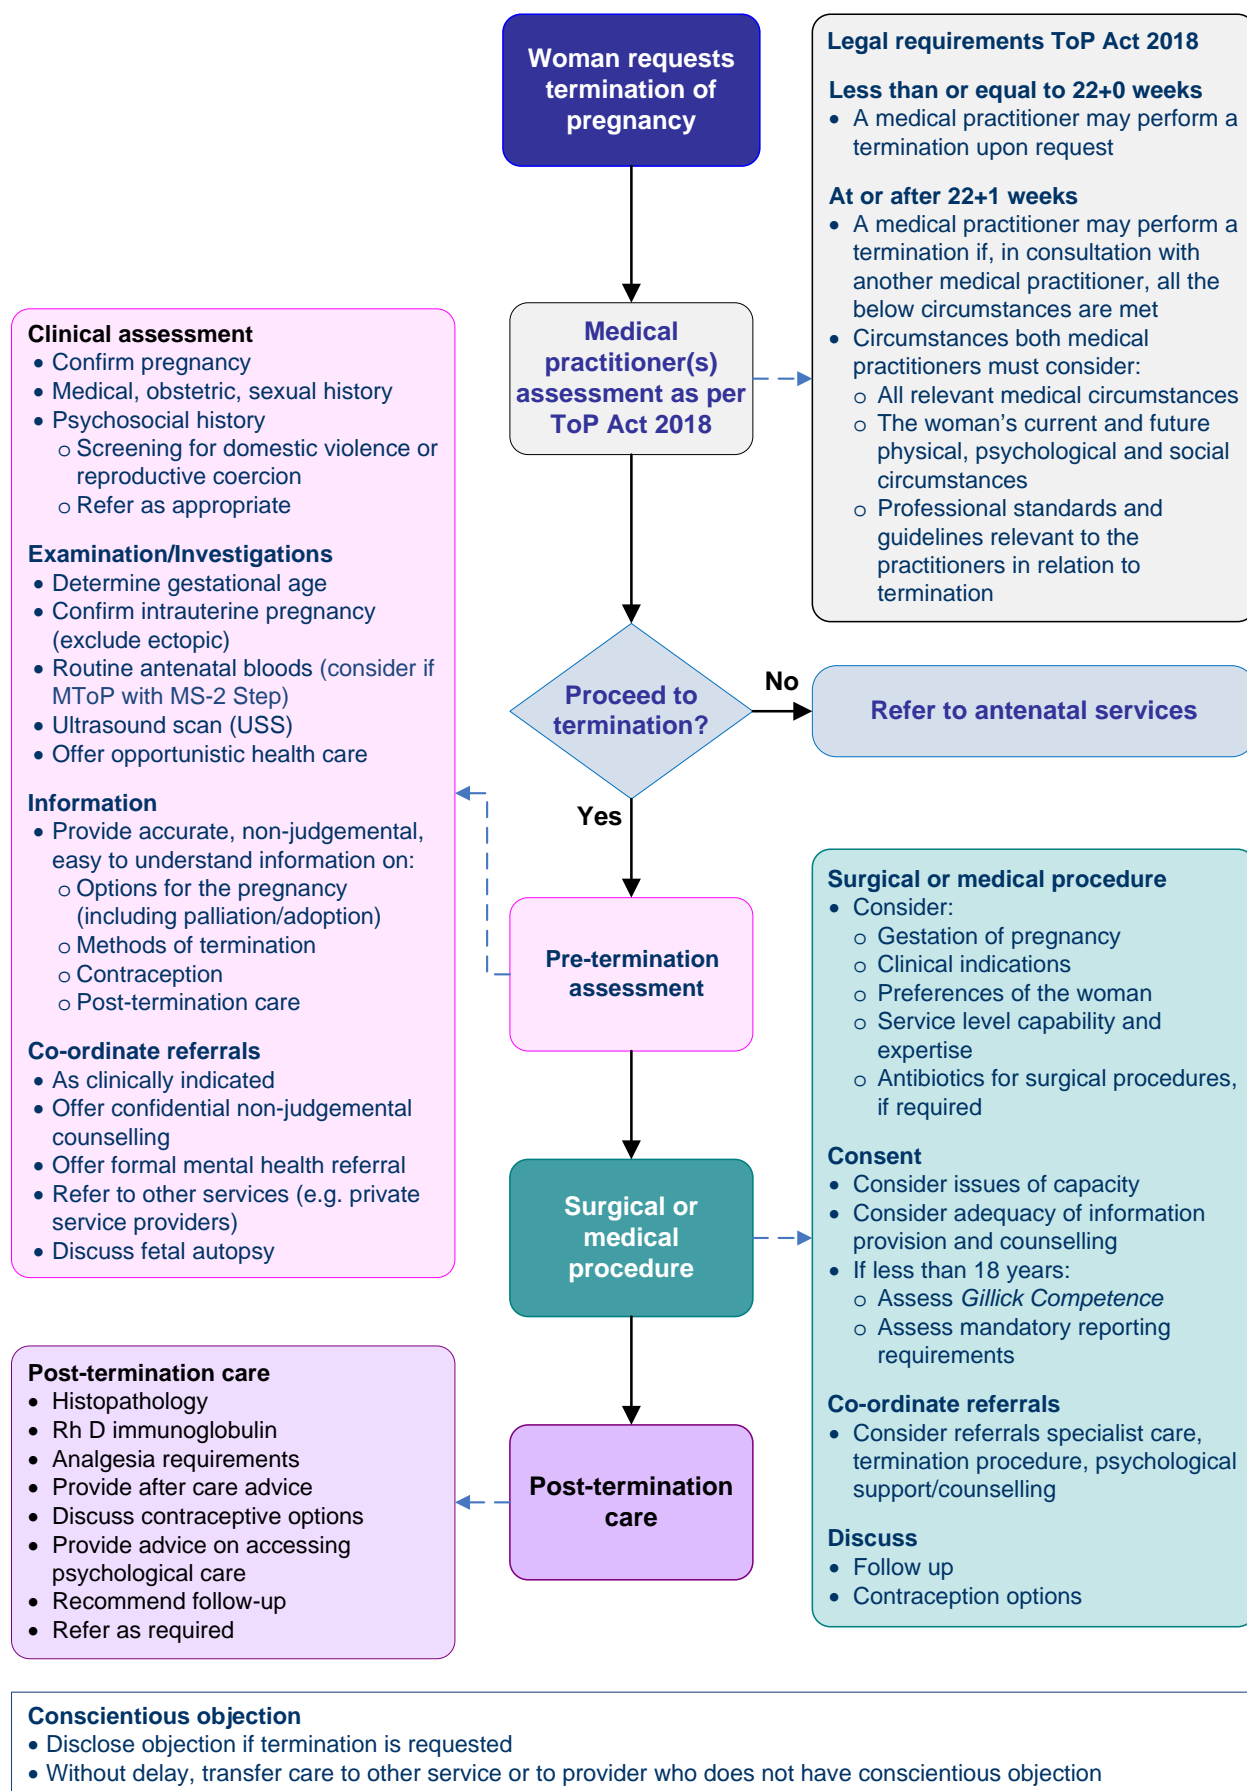 Woman requests
termination of
pregnancy
Legal requirements ToP Act 2018
Less than or equal to 22+0 weeks
• A medical practitioner may perform a
termination upon request
At or after 22+1 weeks
• A medical practitioner may perform a
termination if, in consultation with
another medical practitioner, all the
below circumstances are met
• Circumstances both medical
practitioners must consider:
o All relevant medical circumstances
o The woman's current and future
physical, psychological and social
circumstances
o Professional standards and
guidelines relevant to the
practitioners in relation to
termination
Medical
practitioner(s)
assessment as per
ToP Act 2018
Proceed to
termination?
No
Refer to antenatal services
Yes
Clinical assessment
• Confirm pregnancy
• Medical, obstetric, sexual history
• Psychosocial history
o Screening for domestic violence or
reproductive coercion
o Refer as appropriate
Examination/Investigations
• Determine gestational age
• Confirm intrauterine pregnancy
(exclude ectopic)
• Routine antenatal bloods (consider if
MToP with MS-2 Step)
• Ultrasound scan (USS)
• Offer opportunistic health care
Information
• Provide accurate, non-judgemental,
easy to understand information on:
o Options for the pregnancy
(including palliation/adoption)
o Methods of termination
o Contraception
o Post-termination care
Co-ordinate referrals
• As clinically indicated
• Offer confidential non-judgemental
counselling
• Offer formal mental health referral
• Refer to other services (e.g. private
service providers)
• Discuss fetal autopsy
Pre-termination
assessment
Surgical or
medical
procedure
Surgical or medical procedure
• Consider:
o Gestation of pregnancy
o Clinical indications
o Preferences of the woman
o Service level capability and
expertise
o Antibiotics for surgical procedures,
if required
Consent
• Consider issues of capacity
• Consider adequacy of information
provision and counselling
• If less than 18 years:
o Assess Gillick Competence
o Assess mandatory reporting
requirements
Co-ordinate referrals
• Consider referrals specialist care,
termination procedure, psychological
support/counselling
Discuss
• Follow up
• Contraception options
Post-termination
care
Post-termination care
• Histopathology
• Rh D immunoglobulin
• Analgesia requirements
• Provide after care advice
• Discuss contraceptive options
• Provide advice on accessing
psychological care
• Recommend follow-up
• Refer as required
Conscientious objection
• Disclose objection if termination is requested
• Without delay, transfer care to other service or to provider who does not have conscientious objection